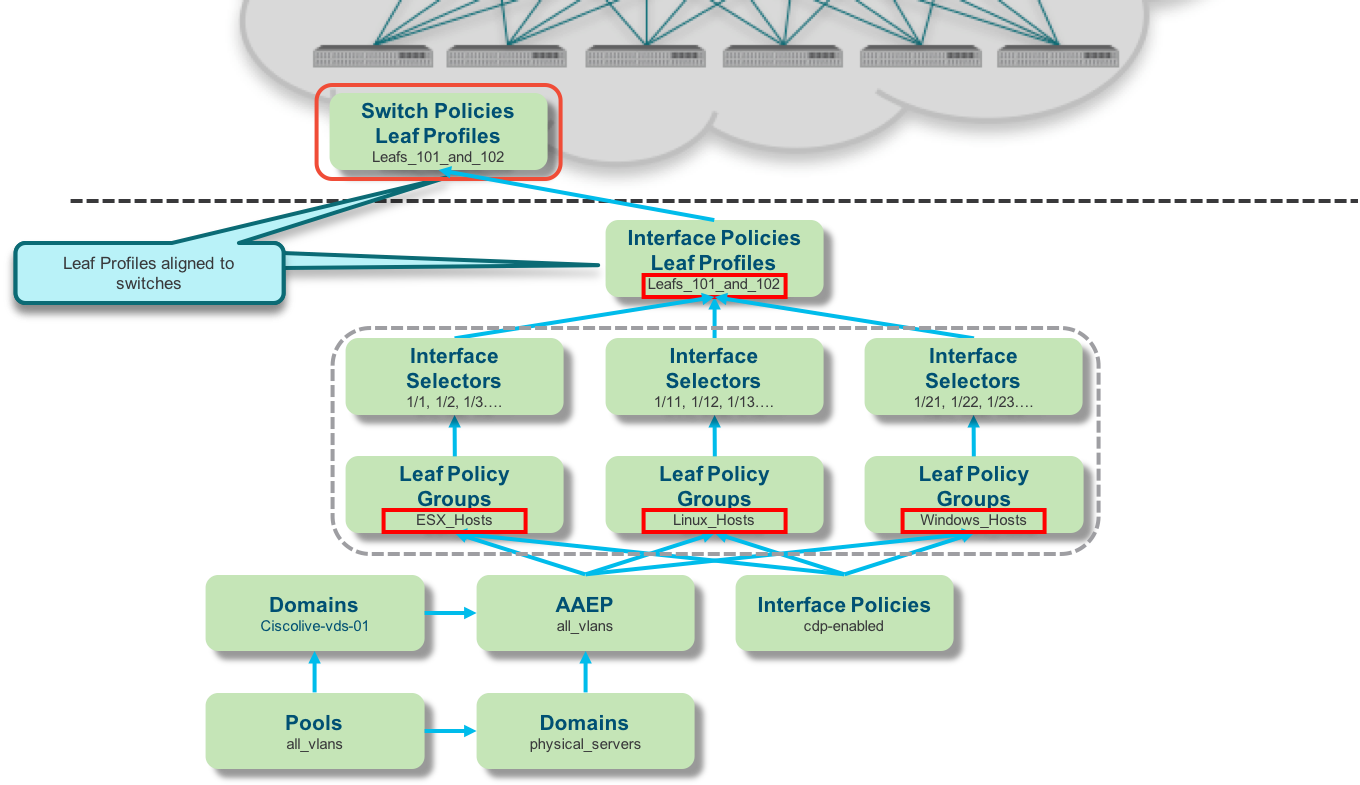 Switch Policies
Leaf Profiles
Leafs_101_and_102
Leaf Profiles aligned to
switches
Interface Policies
Leaf Profiles
Leafs_101_and_102
Interface
Selectors
1/1, 1/2, 1/3....
Interface
Selectors
1/11, 1/12, 1/13....
Interface
Selectors
1/21, 1/22, 1/23....
Leaf Policy
Groups
ESX_Hosts
Leaf Policy
Groups
Linux_Hosts
Leaf Policy
Groups
Windows_Hosts
Domains
Ciscolive-vds-01
AAEP
all_vlans
Interface Policies
cdp-enabled
Pools
all_vlans
Domains
physical_servers